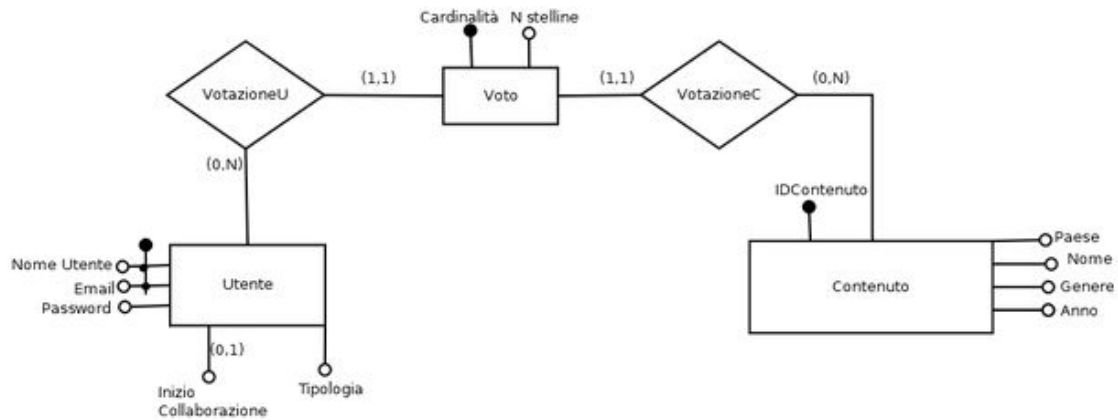 Cardinalità N stelline
VotazioneU
(1,1)
Voto
(1,1)
VotazioneC
(0,N)
(0,N)
IDContenuto
Nome Utente
Email
Password
Utente
(0,1)
Inizio
Collaborazione
Tipologia
Contenuto
Paese
Nome
Genere
Anno